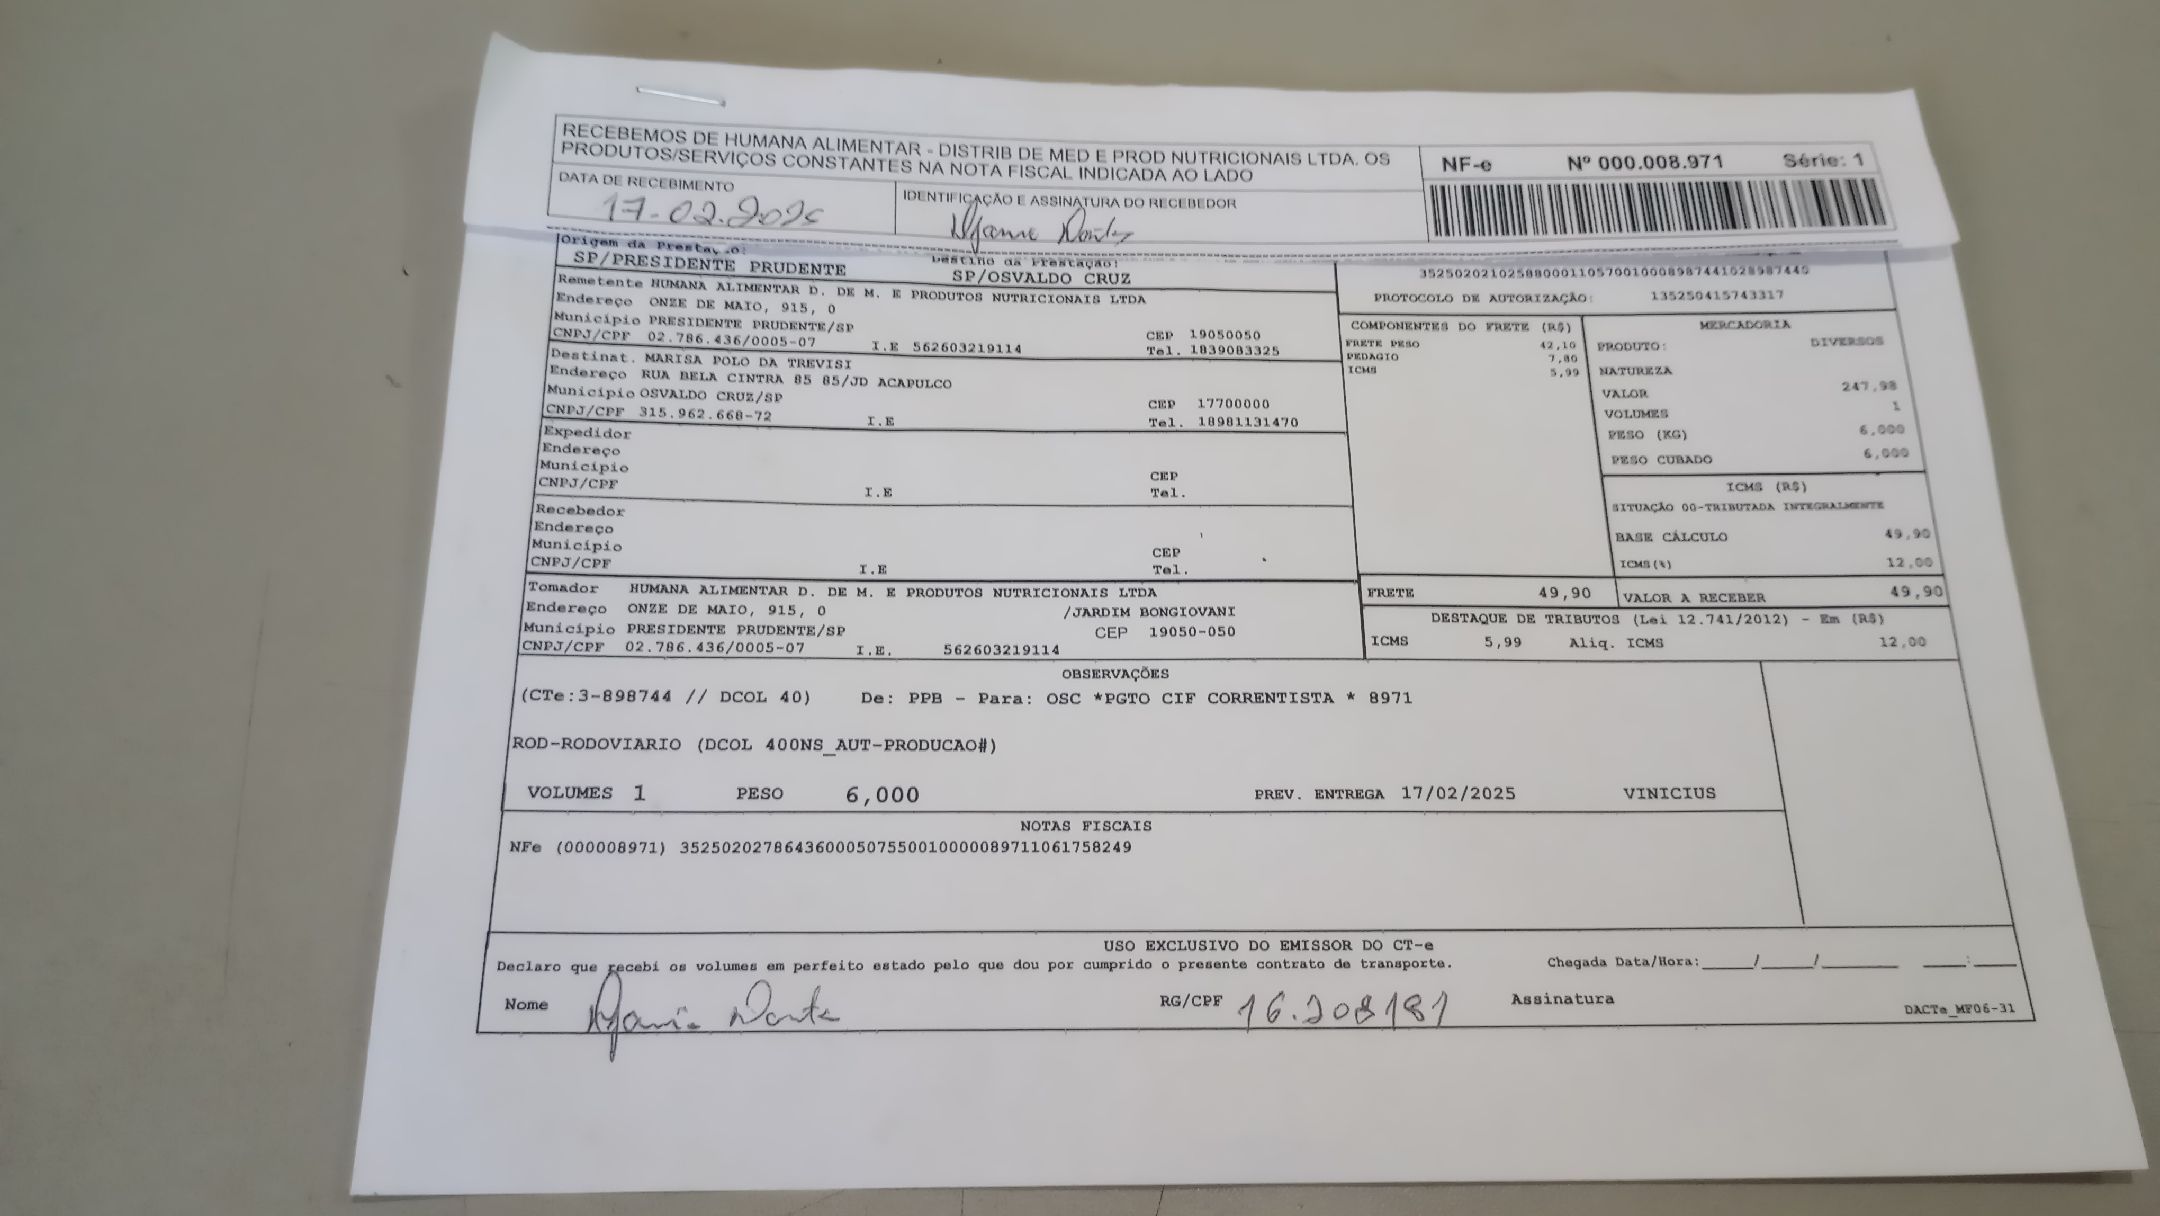 RECEBEMOS DE HUMANA ALIMENTAR - DISTRIB DE MED E PROD NUTRICIONAIS LTDA. OS
PRODUTOS/SERVIÇOS CONSTANTES NA NOTA FISCAL INDICADA AO LADO
NF-e Nº 000.008.971 Série: 1
DATA DE RECEBIMENTO
17-02-2025
IDENTIFICAÇÃO E ASSINATURA DO RECEBEDOR
Origem da Prestação:
SP/PRESIDENTE PRUDENTE
Destino da Prestação:
SP/OSVALDO CRUZ
PROTOCOLO DE AUTORIZAÇÃO: 135250415743317
Remetente HUMANA ALIMENTAR D. DE M. E PRODUTOS NUTRICIONAIS LTDA
Endereço ONZE DE MAIO, 915, 0
Município PRESIDENTE PRUDENTE/SP CEP 19050050
CNPJ/CPF 02.786.436/0005-07 I.E 562603219114 Tel. 1839083325
Destinat. MARISA POLO DA TREVISI
Endereço RUA BELA CINTRA 85 85/JD ACAPULCO
Município OSVALDO CRUZ/SP CEP 17700000
CNPJ/CPF 315.962.668-72 I.E Tel. 18981131470
Expedidor
Endereço
Município CEP
CNPJ/CPF I.E Tel.
Recebedor
Endereço
Município CEP
CNPJ/CPF I.E Tel.
Tomador HUMANA ALIMENTAR D. DE M. E PRODUTOS NUTRICIONAIS LTDA
Endereço ONZE DE MAIO, 915, 0 /JARDIM BONGIOVANI
Município PRESIDENTE PRUDENTE/SP CEP 19050-050
CNPJ/CPF 02.786.436/0005-07 I.E. 562603219114
COMPONENTES DO FRETE (R$)
FRETE PESO 42,10
PEDAGIO 7,80
ICMS 5,99
MERCADORIA
PRODUTO: DIVERSOS
NATUREZA
VALOR 247,98
VOLUMES 1
PESO (KG) 6,000
PESO CUBADO 6,000
ICMS (R$)
SITUAÇÃO 00-TRIBUTADA INTEGRALMENTE
BASE CÁLCULO 49,90
ICMS(%) 12,00
FRETE 49,90 VALOR A RECEBER 49,90
DESTAQUE DE TRIBUTOS (Lei 12.741/2012) - Em (R$)
ICMS 5,99 Aliq. ICMS 12,00
OBSERVAÇÕES
(CTe:3-898744 // DCOL 40) De: PPB - Para: OSC *PGTO CIF CORRENTISTA * 8971
ROD-RODOVIARIO (DCOL 400NS_AUT-PRODUCAO#)
VOLUMES 1 PESO 6,000 PREV. ENTREGA 17/02/2025 VINICIUS
NOTAS FISCAIS
NFe (000008971) 35250202786436000507550010000089711061758249
USO EXCLUSIVO DO EMISSOR DO CT-e
Declaro que recebi os volumes em perfeito estado pelo que dou por cumprido o presente contrato de transporte. Chegada Data/Hora:_____/_____/________ ____:____
Nome RG/CPF 16.208181 Assinatura
DACTe_MF06-31